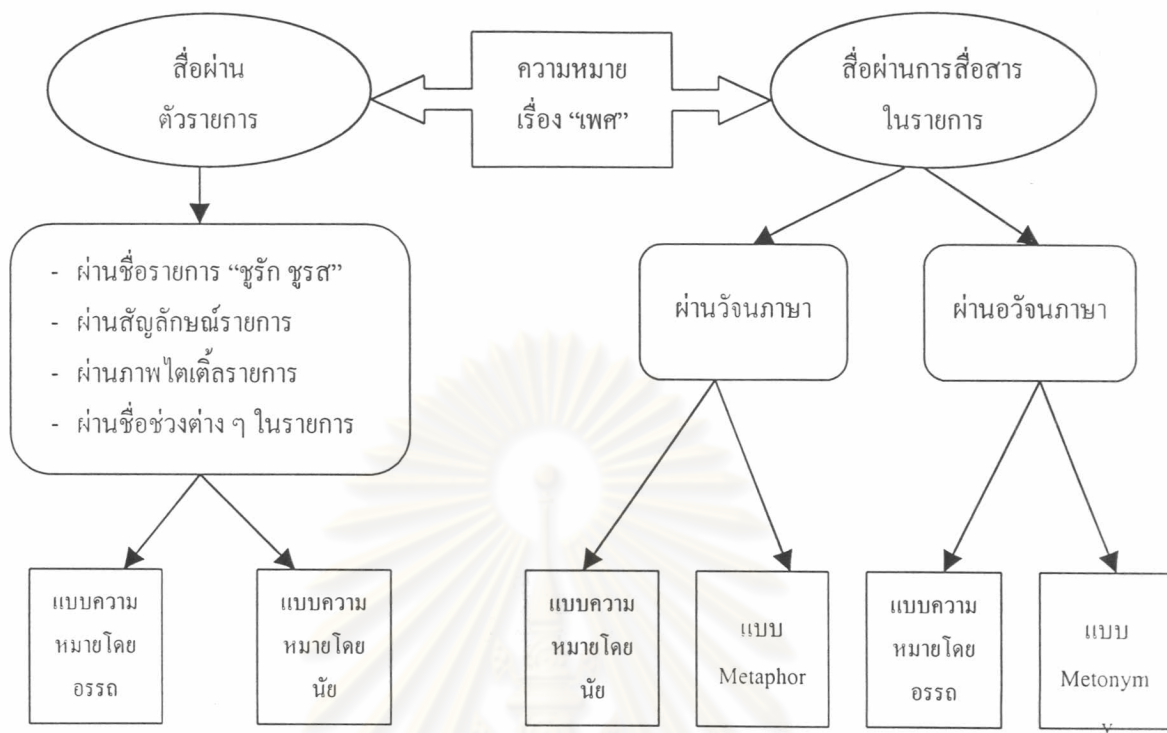 สื่อผ่าน
ตัวรายการ
ความหมาย
เรื่อง “เพศ”
สื่อผ่านการสื่อสาร
ในรายการ
- ผ่านชื่อรายการ “ชูรัก ชูรส”
- ผ่านสัญลักษณ์รายการ
- ผ่านภาพไตเติ้ลรายการ
- ผ่านชื่อช่วงต่าง ๆ ในรายการ
ผ่านวัจนภาษา
ผ่านอวัจนภาษา
แบบความ
หมายโดย
อรรถ
แบบความ
หมายโดย
นัย
แบบความ
หมายโดย
นัย
แบบ
Metaphor
แบบความ
หมายโดย
อรรถ
แบบ
Metonym
y